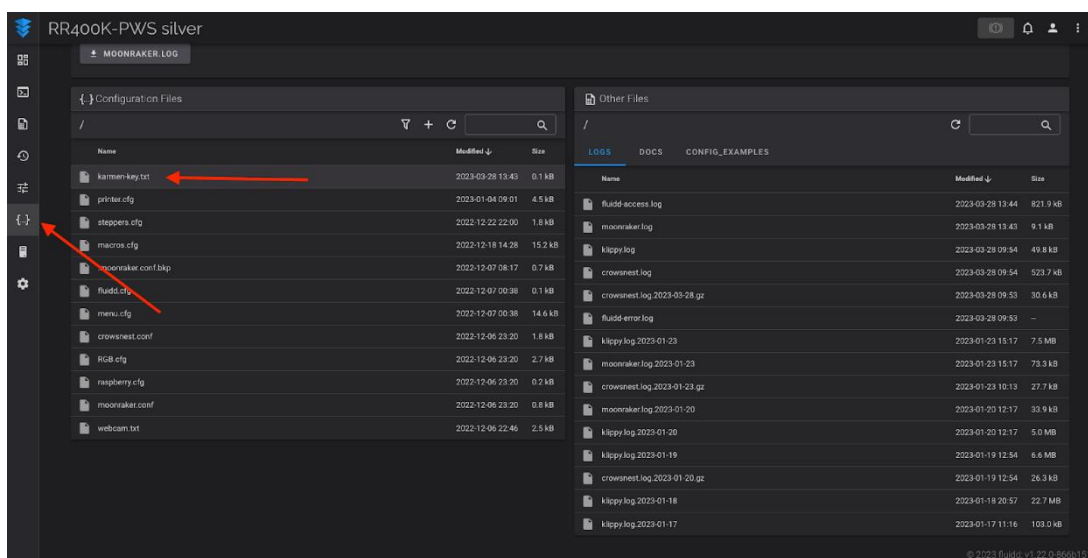 RR400K-PWS silver
MOONRAKER.LOG
{..} Configuration Files
/
Name Modified Size
karmen-key.txt 2023-03-28 13:43 0.1 kB
printer.cfg 2023-01-04 09:01 4.5 kB
steppers.cfg 2022-12-22 22:00 1.8 kB
macros.cfg 2022-12-18 14:28 15.2 kB
moonraker.conf.bkp 2022-12-07 08:17 0.7 kB
fluidd.cfg 2022-12-07 00:38 0.1 kB
menu.cfg 2022-12-07 00:38 14.6 kB
crowsnest.conf 2022-12-06 23:20 1.8 kB
RGB.cfg 2022-12-06 23:20 2.7 kB
raspberry.cfg 2022-12-06 23:20 0.2 kB
moonraker.conf 2022-12-06 23:20 0.8 kB
webcam.txt 2022-12-06 22:46 2.5 kB
Other Files
/
LOGS DOCS CONFIG_EXAMPLES
Name Modified Size
fluidd-access.log 2023-03-28 13:44 821.9 kB
moonraker.log 2023-03-28 13:43 9.1 kB
klippy.log 2023-03-28 09:54 49.8 kB
crowsnest.log 2023-03-28 09:54 523.7 kB
crowsnest.log.2023-03-28.gz 2023-03-28 09:53 30.6 kB
fluidd-error.log 2023-03-28 09:53 --
klippy.log.2023-01-23 2023-01-23 15:17 7.5 MB
moonraker.log.2023-01-23 2023-01-23 15:17 73.3 kB
crowsnest.log.2023-01-23.gz 2023-01-23 10:13 27.7 kB
moonraker.log.2023-01-20 2023-01-20 12:17 33.9 kB
klippy.log.2023-01-20 2023-01-20 12:17 5.0 MB
klippy.log.2023-01-19 2023-01-19 12:54 6.6 MB
crowsnest.log.2023-01-20.gz 2023-01-19 12:54 26.3 kB
klippy.log.2023-01-18 2023-01-18 20:57 22.7 MB
klippy.log.2023-01-17 2023-01-17 11:16 103.0 kB
© 2023 fluidd: v1.22.0-866b15